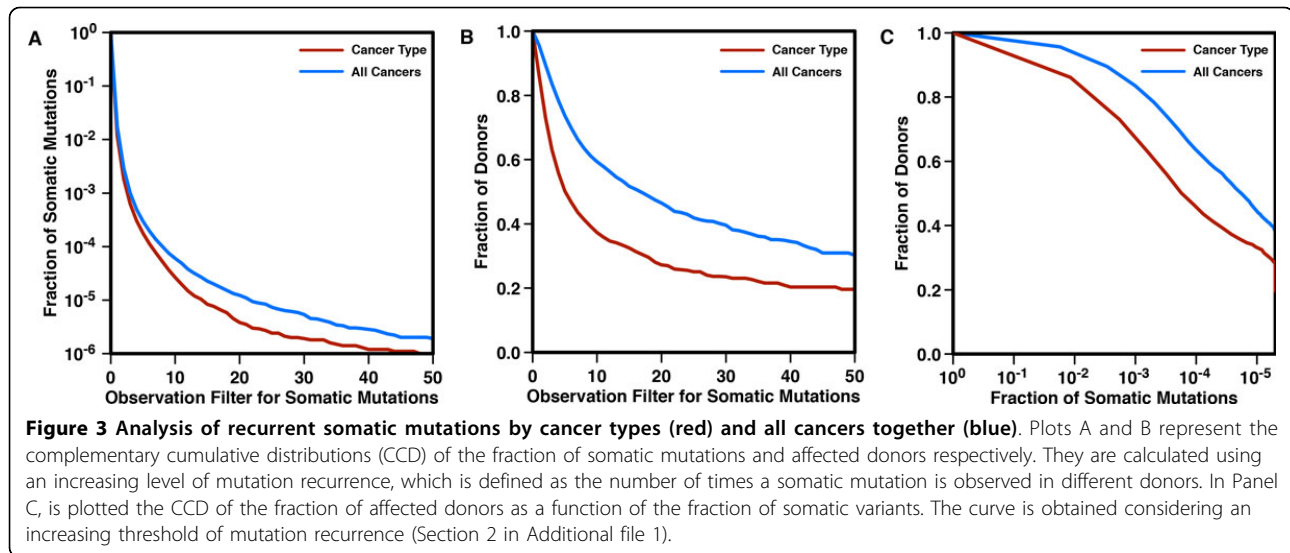 A
Cancer Type
All Cancers
Fraction of Somatic Mutations
10^0
10^-1
10^-2
10^-3
10^-4
10^-5
10^-6
0 10 20 30 40 50
Observation Filter for Somatic Mutations
B
Cancer Type
All Cancers
Fraction of Donors
1.0
0.8
0.6
0.4
0.2
0.0
0 10 20 30 40 50
Observation Filter for Somatic Mutations
C
Cancer Type
All Cancers
Fraction of Donors
1.0
0.8
0.6
0.4
0.2
0.0
10^0 10^-1 10^-2 10^-3 10^-4 10^-5
Fraction of Somatic Mutations
Figure 3 Analysis of recurrent somatic mutations by cancer types (red) and all cancers together (blue). Plots A and B represent the
complementary cumulative distributions (CCD) of the fraction of somatic mutations and affected donors respectively. They are calculated using
an increasing level of mutation recurrence, which is defined as the number of times a somatic mutation is observed in different donors. In Panel
C, is plotted the CCD of the fraction of affected donors as a function of the fraction of somatic variants. The curve is obtained considering an
increasing threshold of mutation recurrence (Section 2 in Additional file 1).